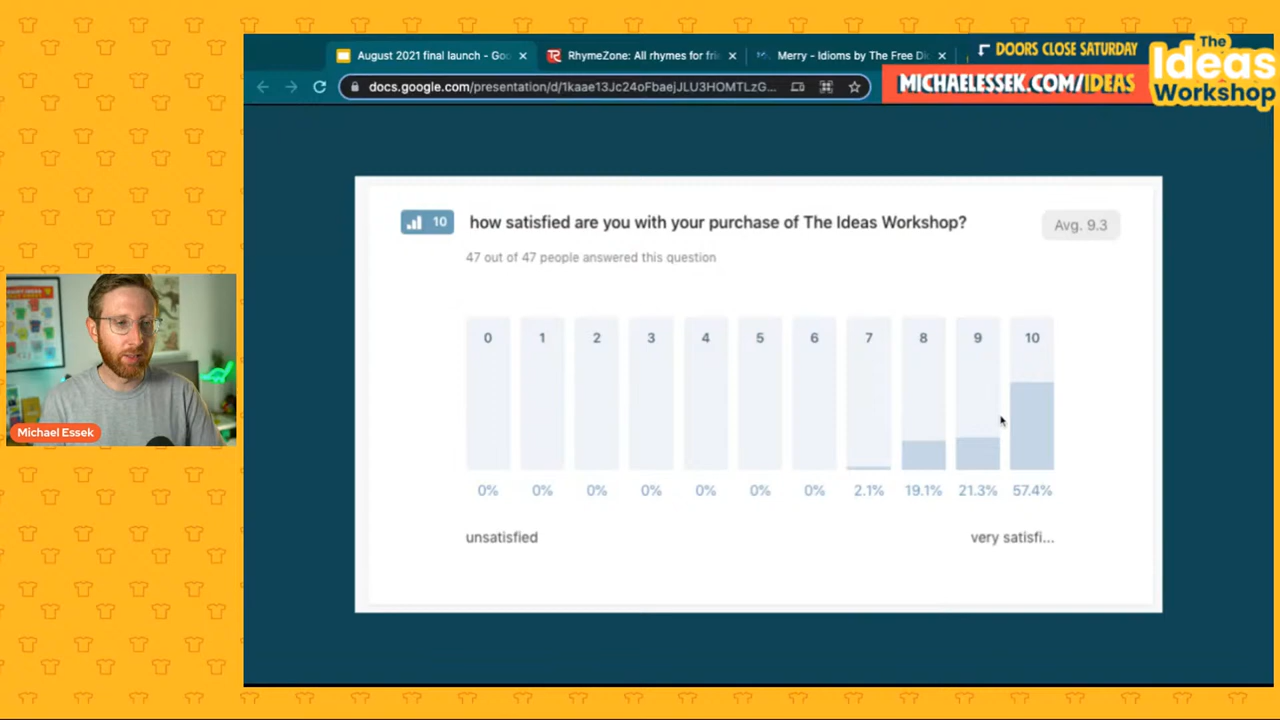 August 2021 final launch - Goo
RhymeZone: All rhymes for frie
Merry - Idioms by The Free Dic
DOORS CLOSE SATURDAY
MICHAELESSEK.COM/IDEAS
The
Ideas
Workshop
docs.google.com/presentation/d/1kaae13Jc24oFbaejJLU3HOMTLzG...
10 how satisfied are you with your purchase of The Ideas Workshop?
Avg. 9.3
47 out of 47 people answered this question
0 1 2 3 4 5 6 7 8 9 10
0% 0% 0% 0% 0% 0% 0% 2.1% 19.1% 21.3% 57.4%
unsatisfied very satisfi...
Michael Essek